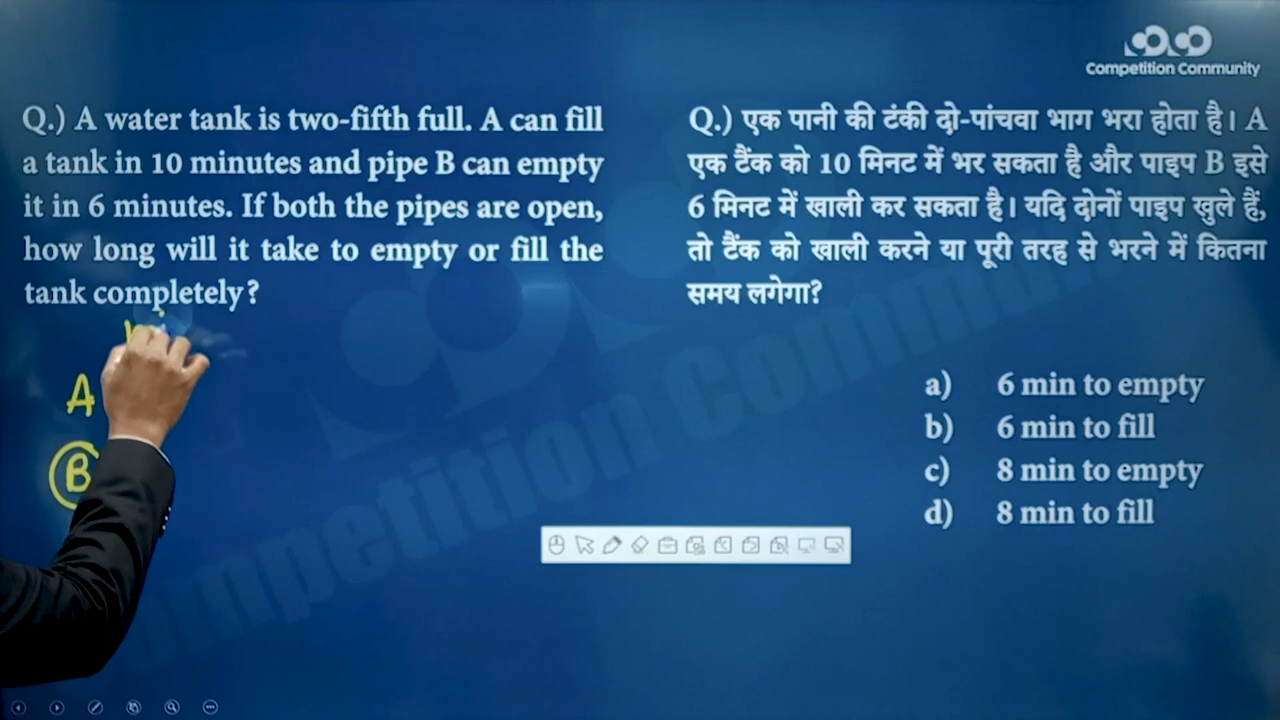 Competition Community
Q.) A water tank is two-fifth full. A can fill
a tank in 10 minutes and pipe B can empty
it in 6 minutes. If both the pipes are open,
how long will it take to empty or fill the
tank completely?
Q.) एक पानी की टंकी दो-पांचवा भाग भरा होता है। A
एक टैंक को 10 मिनट में भर सकता है और पाइप B इसे
6 मिनट में खाली कर सकता है। यदि दोनों पाइप खुले हैं,
तो टैंक को खाली करने या पूरी तरह से भरने में कितना
समय लगेगा?
A
B
a) 6 min to empty
b) 6 min to fill
c) 8 min to empty
d) 8 min to fill